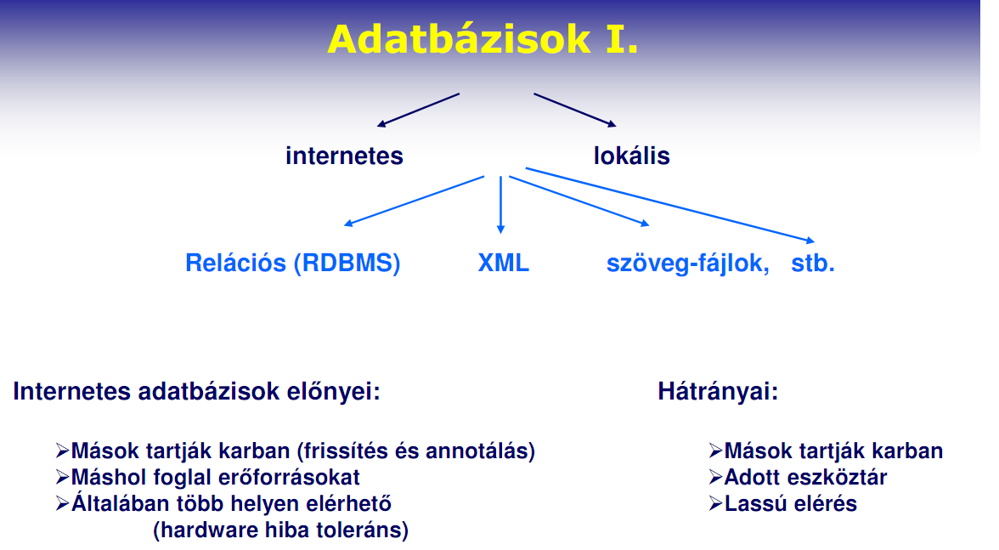 Adatbázisok I.
internetes lokális
Relációs (RDBMS) XML szöveg-fájlok, stb.
Internetes adatbázisok előnyei:
➢Mások tartják karban (frissítés és annotálás)
➢Máshol foglal erőforrásokat
➢Általában több helyen elérhető
(hardware hiba toleráns)
Hátrányai:
➢Mások tartják karban
➢Adott eszköztár
➢Lassú elérés